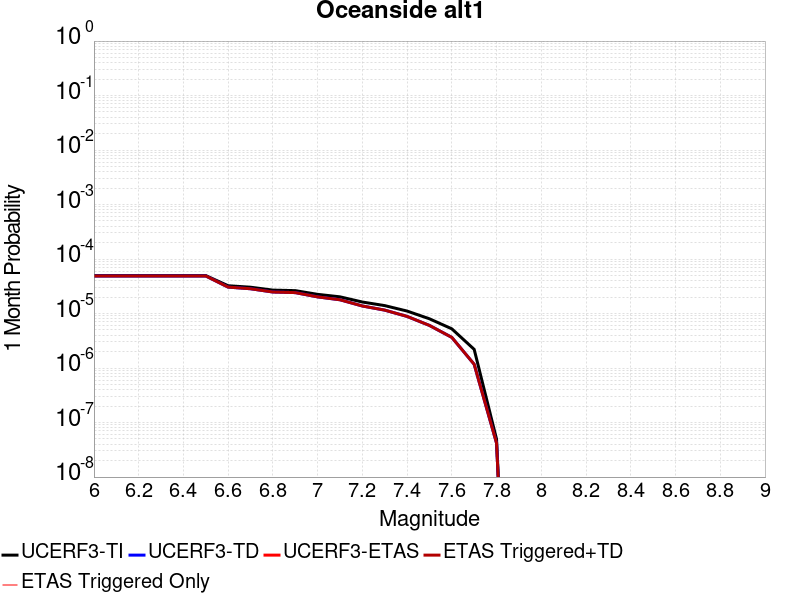 Oceanside alt1
10^0
10^-1
10^-2
10^-3
10^-4
10^-5
10^-6
10^-7
10^-8
1 Month Probability
6 6.2 6.4 6.6 6.8 7 7.2 7.4 7.6 7.8 8 8.2 8.4 8.6 8.8 9
Magnitude
UCERF3-TI UCERF3-TD UCERF3-ETAS ETAS Triggered+TD
ETAS Triggered Only